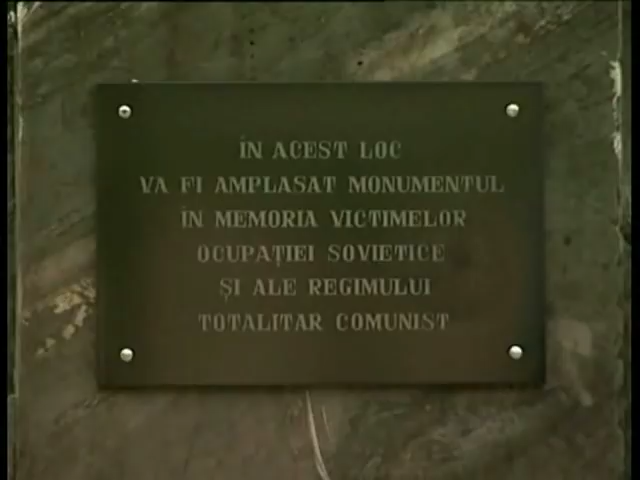 ÎN ACEST LOC
VA FI AMPLASAT MONUMENTUL
ÎN MEMORIA VICTIMELOR
OCUPAȚIEI SOVIETICE
ȘI ALE REGIMULUI
TOTALITAR COMUNIST